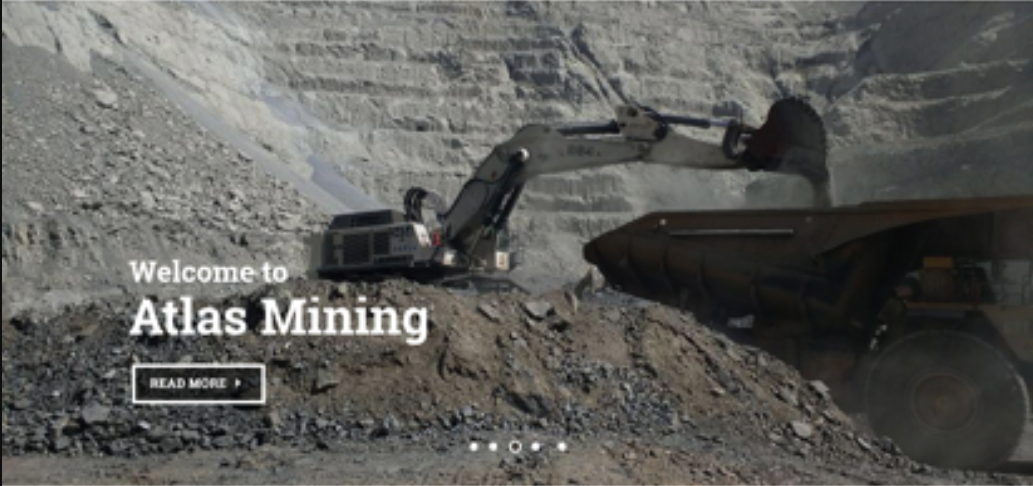 Welcome to
Atlas Mining
READ MORE